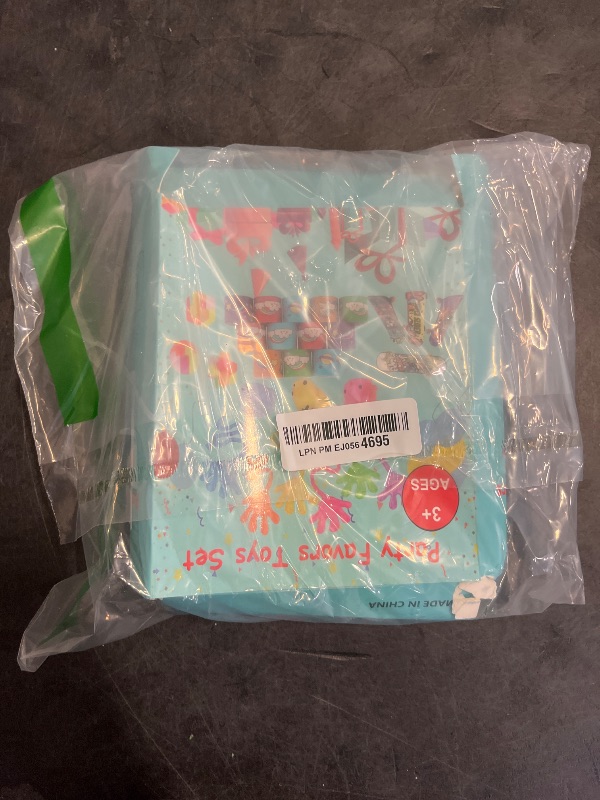 LPN PM EJ056 4695
3+
AGES
Party Favors Toys Set
MADE IN CHINA